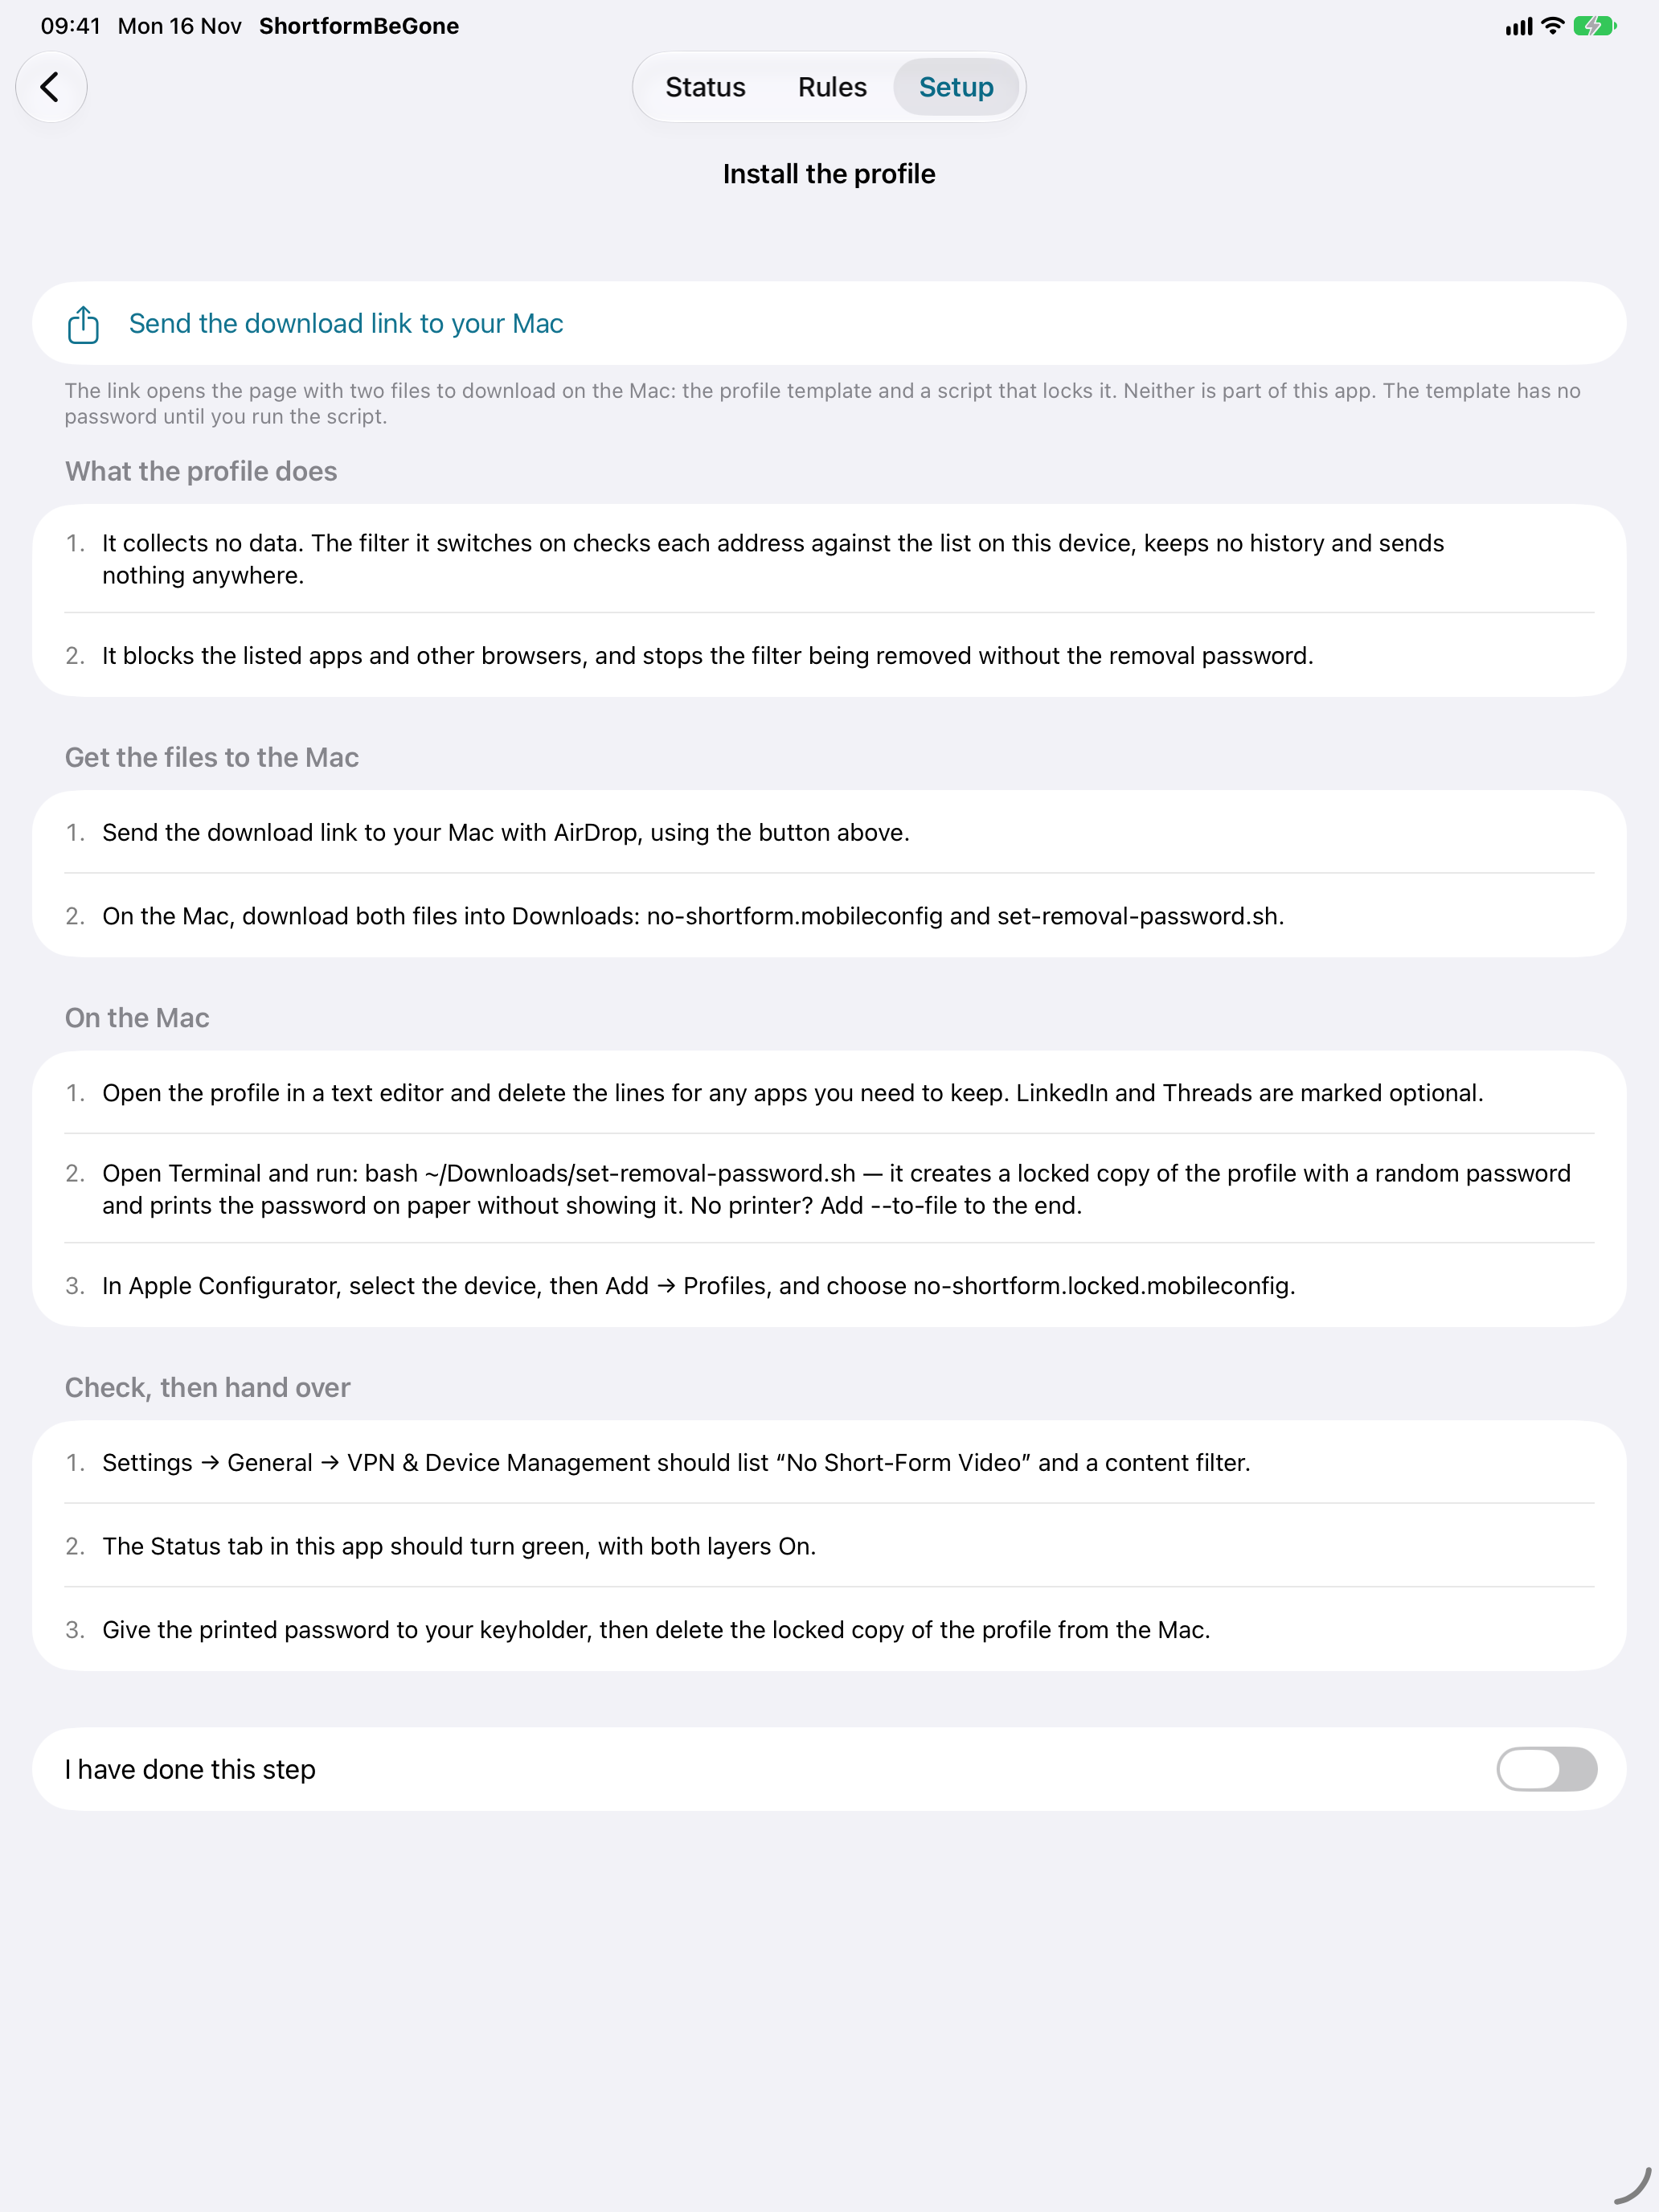 09:41 Mon 16 Nov ShortformBeGone
Status Rules Setup
Install the profile
Send the download link to your Mac
The link opens the page with two files to download on the Mac: the profile template and a script that locks it. Neither is part of this app. The template has no
password until you run the script.
What the profile does
1. It collects no data. The filter it switches on checks each address against the list on this device, keeps no history and sends
nothing anywhere.
2. It blocks the listed apps and other browsers, and stops the filter being removed without the removal password.
Get the files to the Mac
1. Send the download link to your Mac with AirDrop, using the button above.
2. On the Mac, download both files into Downloads: no-shortform.mobileconfig and set-removal-password.sh.
On the Mac
1. Open the profile in a text editor and delete the lines for any apps you need to keep. LinkedIn and Threads are marked optional.
2. Open Terminal and run: bash ~/Downloads/set-removal-password.sh — it creates a locked copy of the profile with a random password
and prints the password on paper without showing it. No printer? Add --to-file to the end.
3. In Apple Configurator, select the device, then Add → Profiles, and choose no-shortform.locked.mobileconfig.
Check, then hand over
1. Settings → General → VPN & Device Management should list “No Short-Form Video” and a content filter.
2. The Status tab in this app should turn green, with both layers On.
3. Give the printed password to your keyholder, then delete the locked copy of the profile from the Mac.
I have done this step